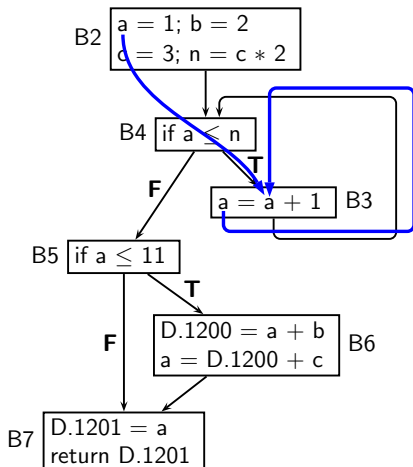 B2
a = 1; b = 2
c = 3; n = c * 2
B4
if a ≤ n
T
F
a = a + 1
B3
B5
if a ≤ 11
T
F
D.1200 = a + b
a = D.1200 + c
B6
B7
D.1201 = a
return D.1201